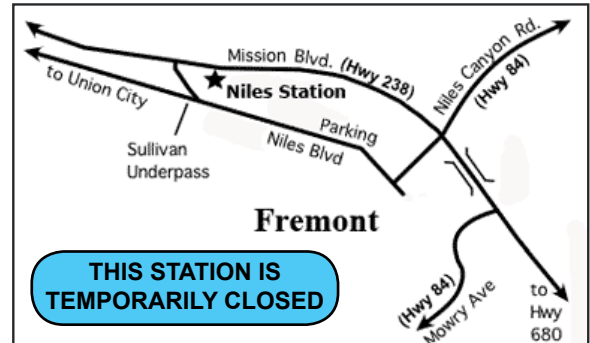 Mission Blvd. (Hwy 238)
Niles Canyon Rd.
(Hwy 84)
to Union City
Niles Station
Parking
Niles Blvd
Sullivan
Underpass
Fremont
THIS STATION IS
TEMPORARILY CLOSED
(Hwy 84)
Mowry Ave
to
Hwy
680